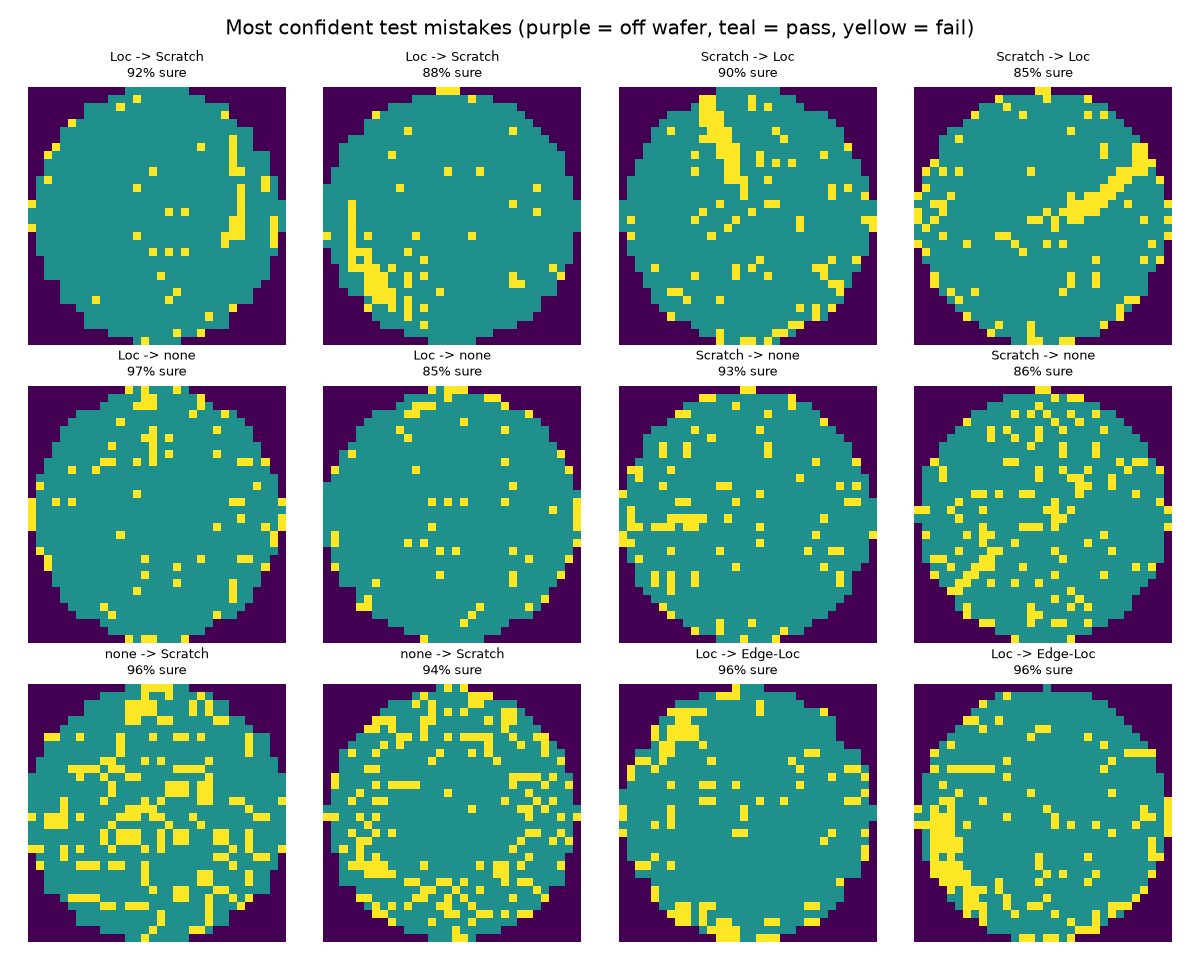 Most confident test mistakes (purple = off wafer, teal = pass, yellow = fail)
Loc -> Scratch
92% sure
Loc -> Scratch
88% sure
Scratch -> Loc
90% sure
Scratch -> Loc
85% sure
Loc -> none
97% sure
Loc -> none
85% sure
Scratch -> none
93% sure
Scratch -> none
86% sure
none -> Scratch
96% sure
none -> Scratch
94% sure
Loc -> Edge-Loc
96% sure
Loc -> Edge-Loc
96% sure